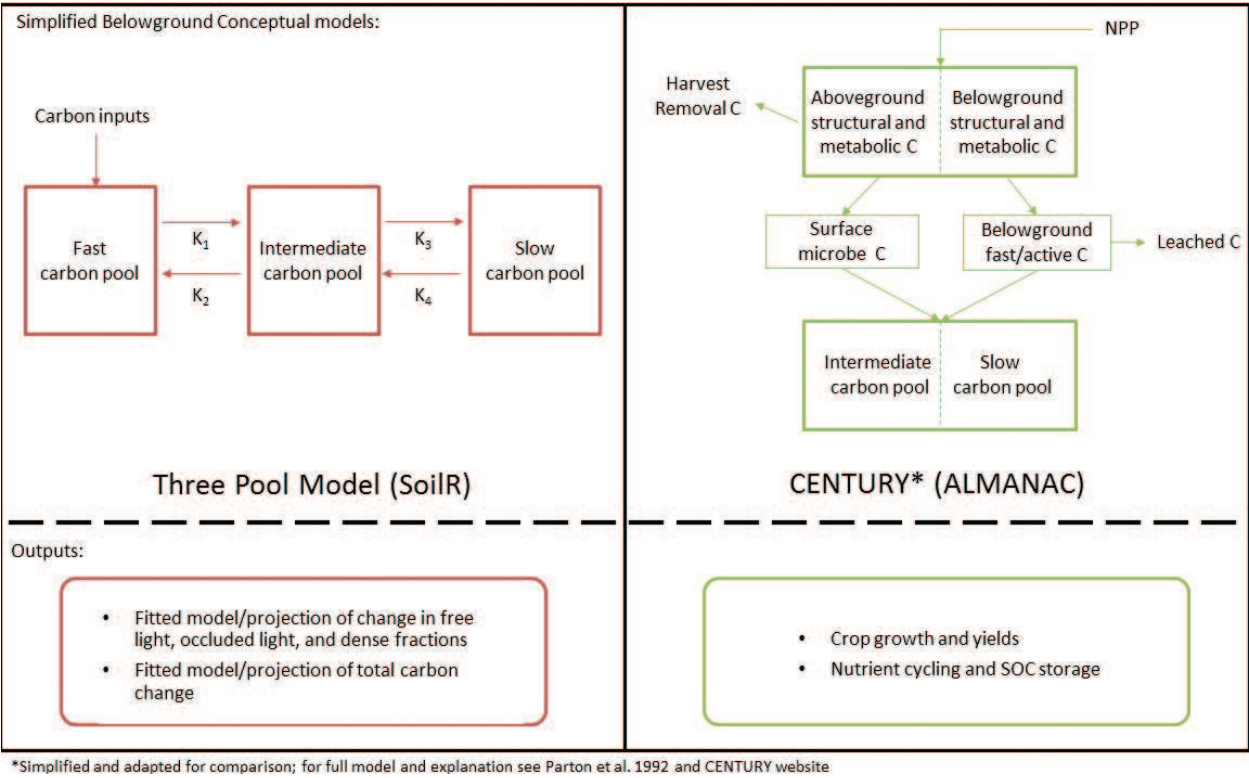 Simplified Belowground Conceptual models:
Carbon inputs
Fast
carbon pool
K₁
K₂
Intermediate
carbon pool
K₃
K₄
Slow
carbon pool
Three Pool Model (SoilR)
NPP
Harvest
Removal C
Aboveground
structural and
metabolic C
Belowground
structural and
metabolic C
Surface
microbe C
Belowground
fast/active C
Leached C
Intermediate
carbon pool
Slow
carbon pool
CENTURY* (ALMANAC)
Outputs:
• Fitted model/projection of change in free
light, occluded light, and dense fractions
• Fitted model/projection of total carbon
change
• Crop growth and yields
• Nutrient cycling and SOC storage
*Simplified and adapted for comparison; for full model and explanation see Parton et al. 1992 and CENTURY website